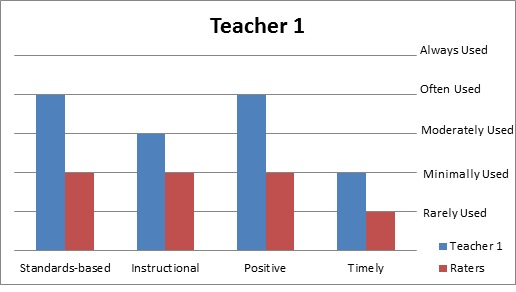 Teacher 1
Always Used
Often Used
Moderately Used
Minimally Used
Rarely Used
Teacher 1
Raters
Standards-based
Instructional
Positive
Timely